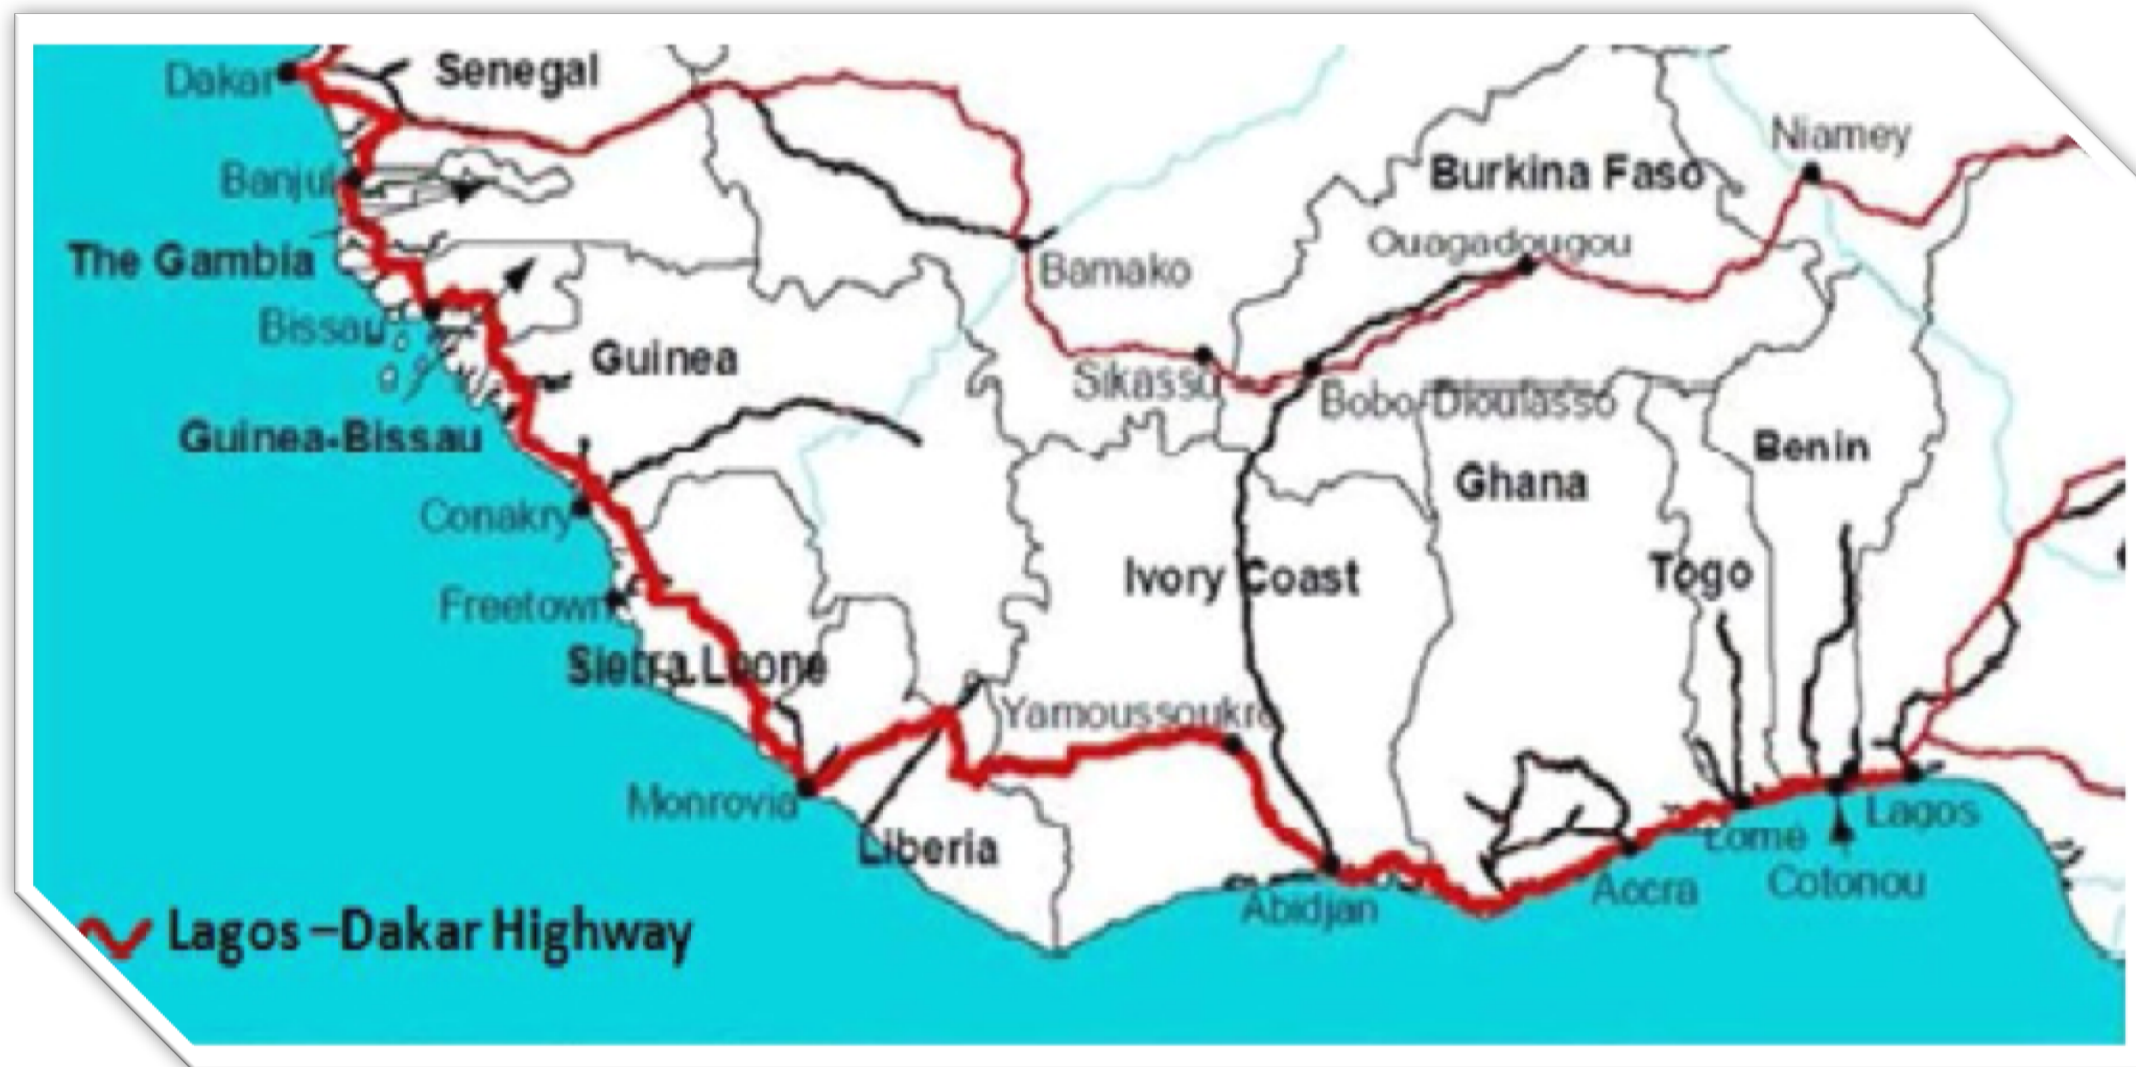 Dakar
Senegal
Niamey
Banjul
Burkina Faso
The Gambia
Ouagadougou
Bamako
Bissau
Guinea
Sikasso
Bobo-Dioulasso
Guinea-Bissau
Benin
Ghana
Conakry
Ivory Coast
Togo
Freetown
Sierra Leone
Yamoussoukro
Monrovia
Liberia
Lomé
Lagos
Accra
Cotonou
Abidjan
Lagos –Dakar Highway